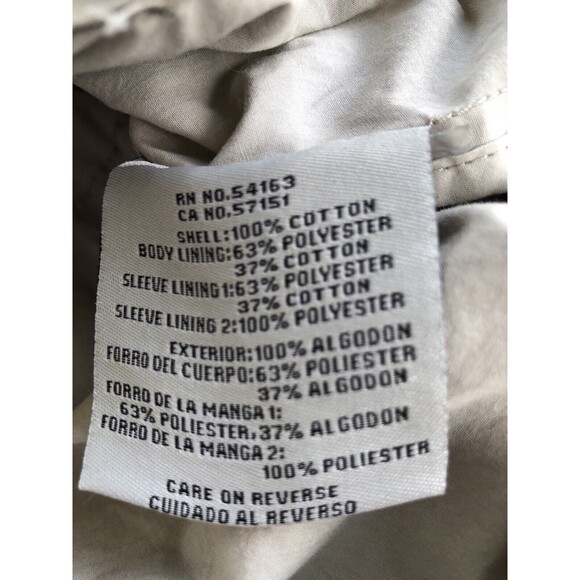 RN NO.54163
CA NO.57151
SHELL:100% COTTON
BODY LINING:63% POLYESTER
37% COTTON
SLEEVE LINING 1:63% POLYESTER
37% COTTON
SLEEVE LINING 2:100% POLYESTER
EXTERIOR:100% ALGODON
FORRO DEL CUERPO:63% POLIESTER
37% ALGODON
FORRO DE LA MANGA 1:
63% POLIESTER,37% ALGODON
FORRO DE LA MANGA 2:
100% POLIESTER
CARE ON REVERSE
CUIDADO AL REVERSO